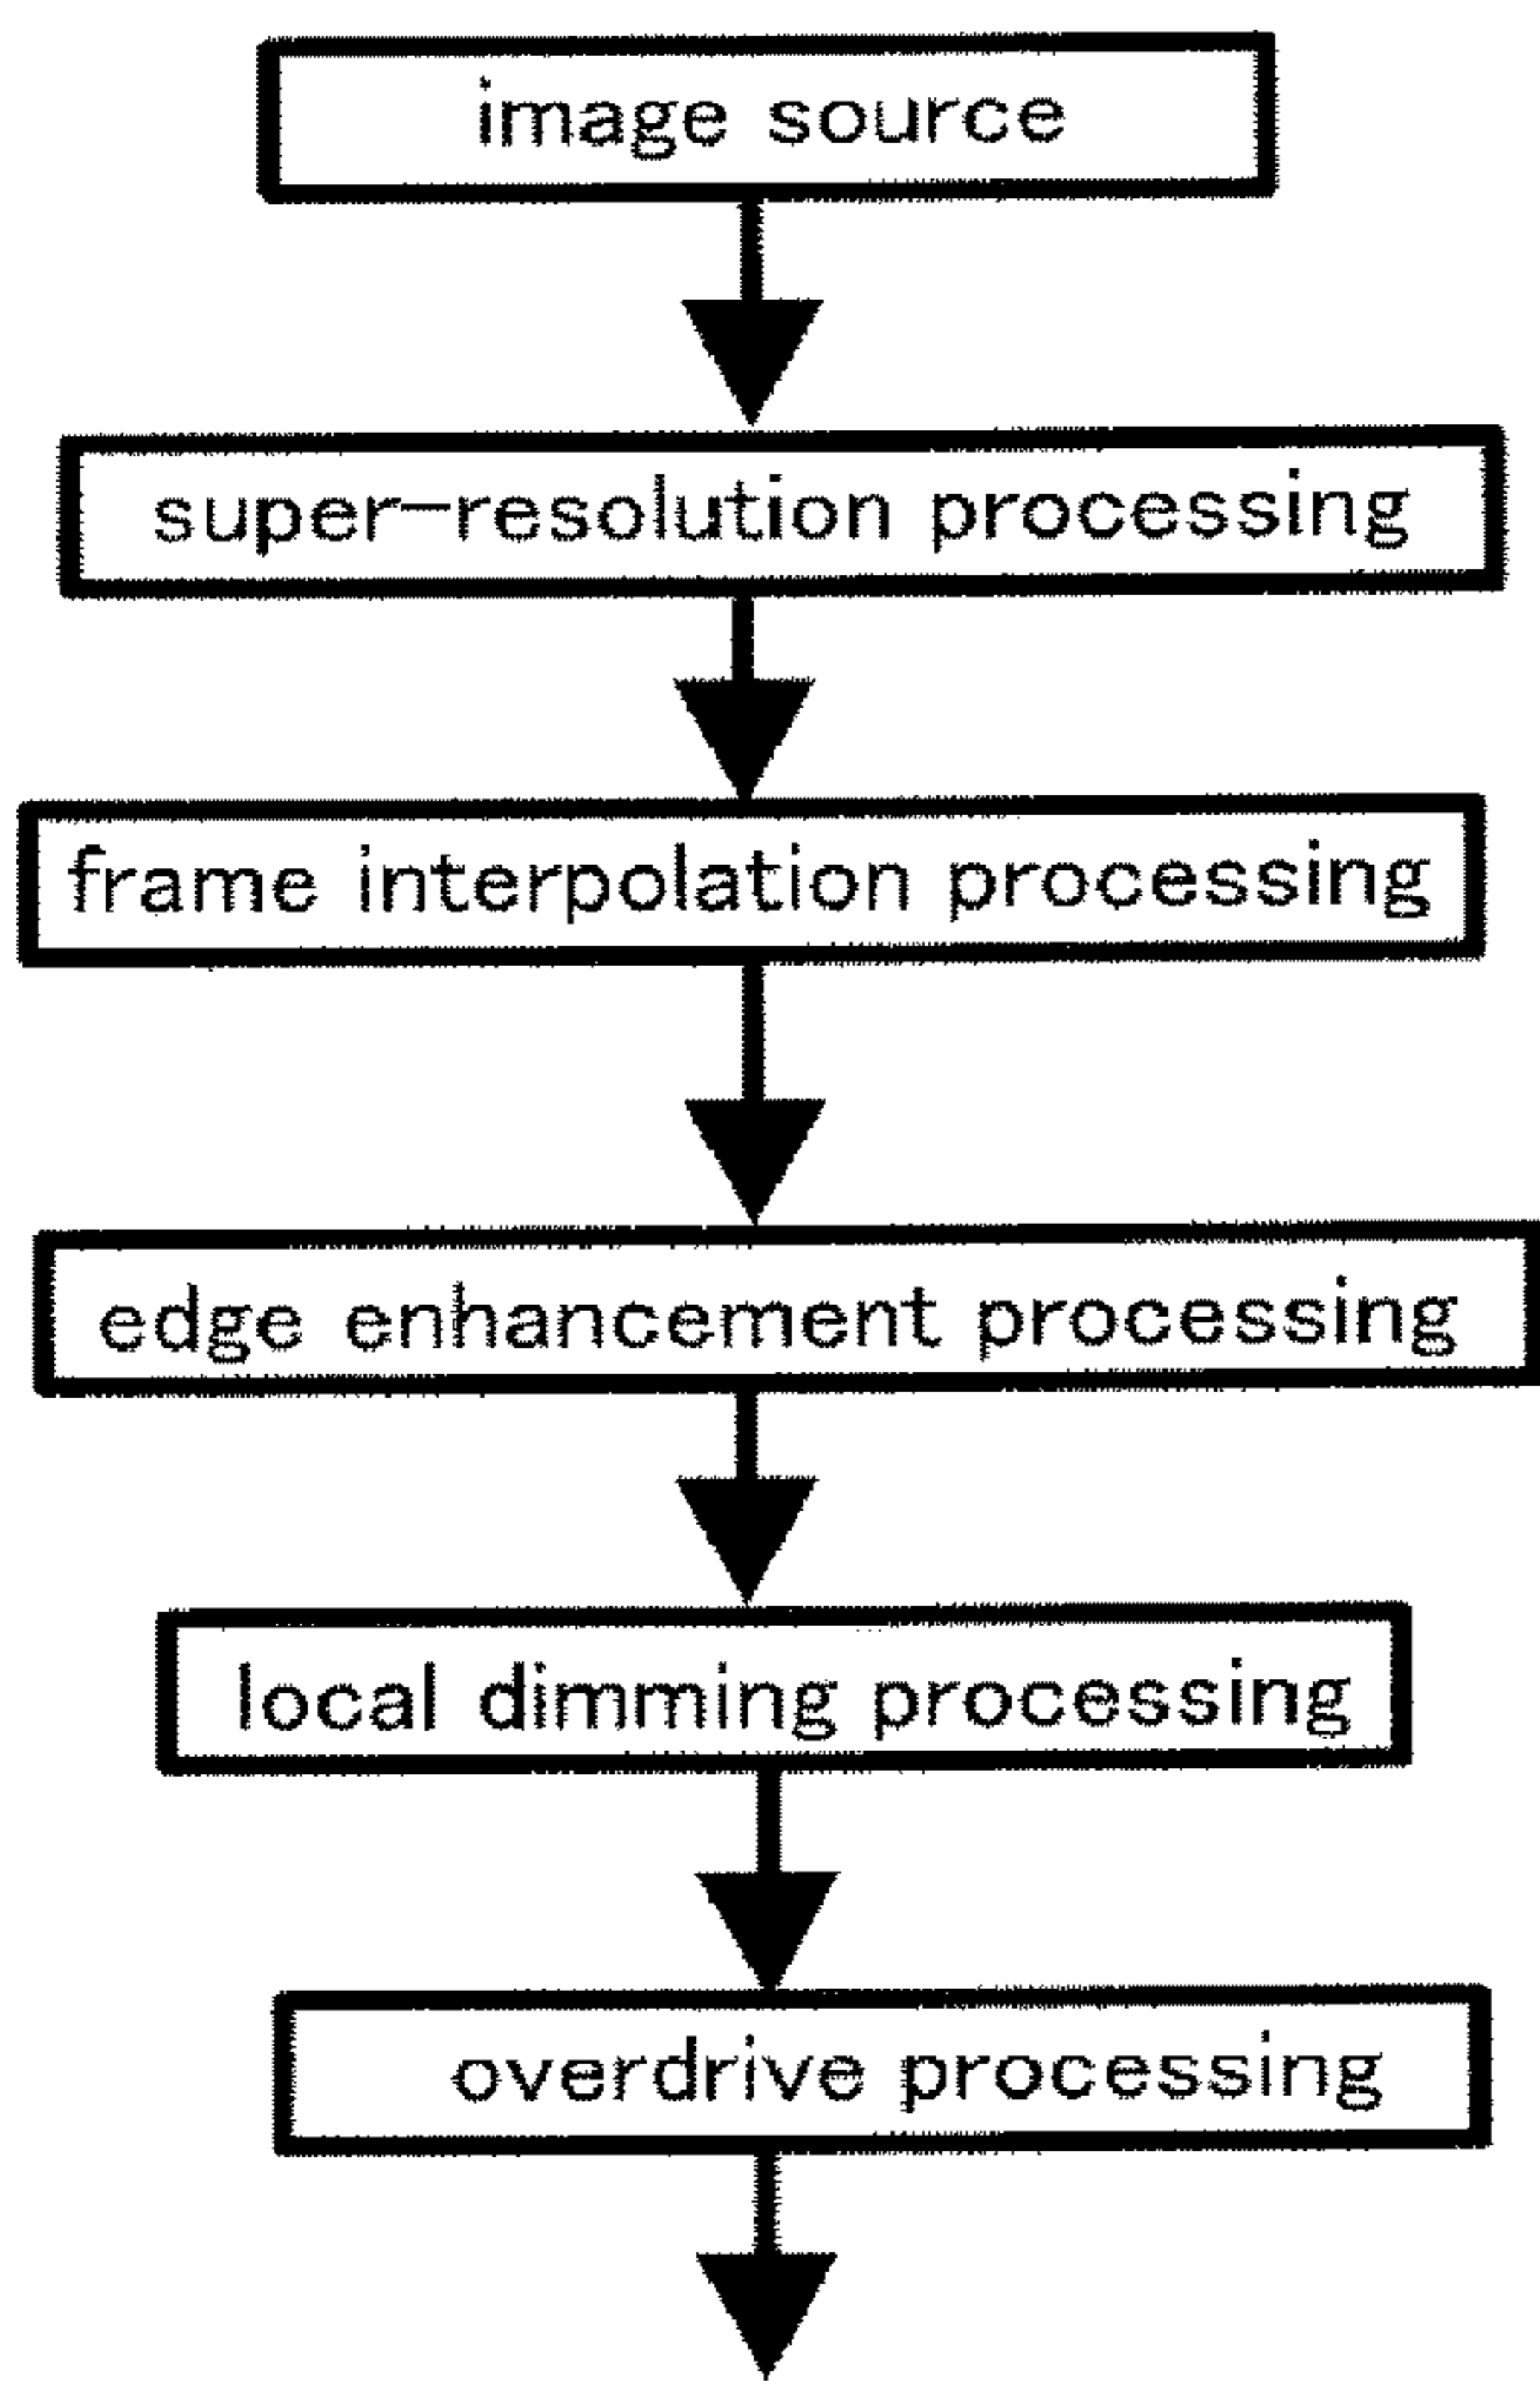 image source
super-resolution processing
frame interpolation processing
edge enhancement processing
local dimming processing
overdrive processing